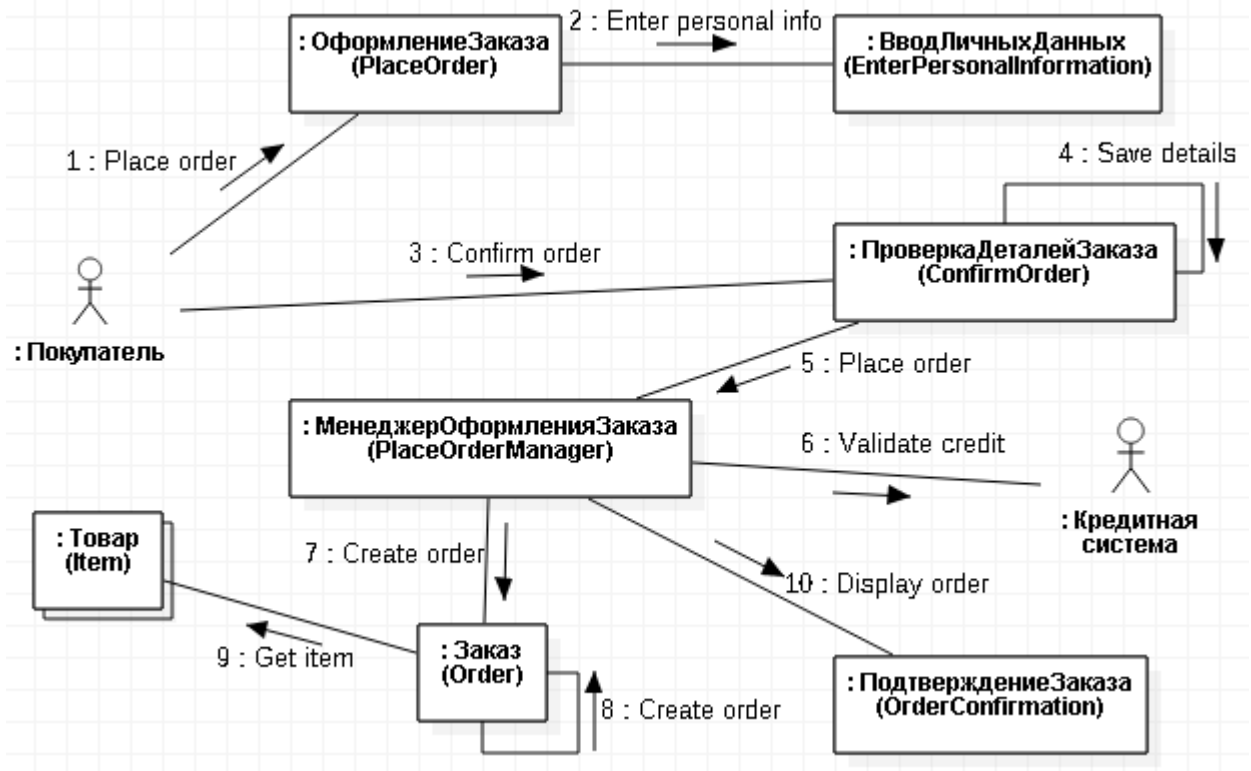 2 : Enter personal info
: ОформлениеЗаказа
(PlaceOrder)
: ВводЛичныхДанных
(EnterPersonalInformation)
1 : Place order
4 : Save details
3 : Confirm order
: ПроверкаДеталейЗаказа
(ConfirmOrder)
: Покупатель
5 : Place order
: МенеджерОформленияЗаказа
(PlaceOrderManager)
6 : Validate credit
: Кредитная
система
: Товар
(Item)
7 : Create order
10 : Display order
9 : Get item
: Заказ
(Order)
8 : Create order
: ПодтверждениеЗаказа
(OrderConfirmation)